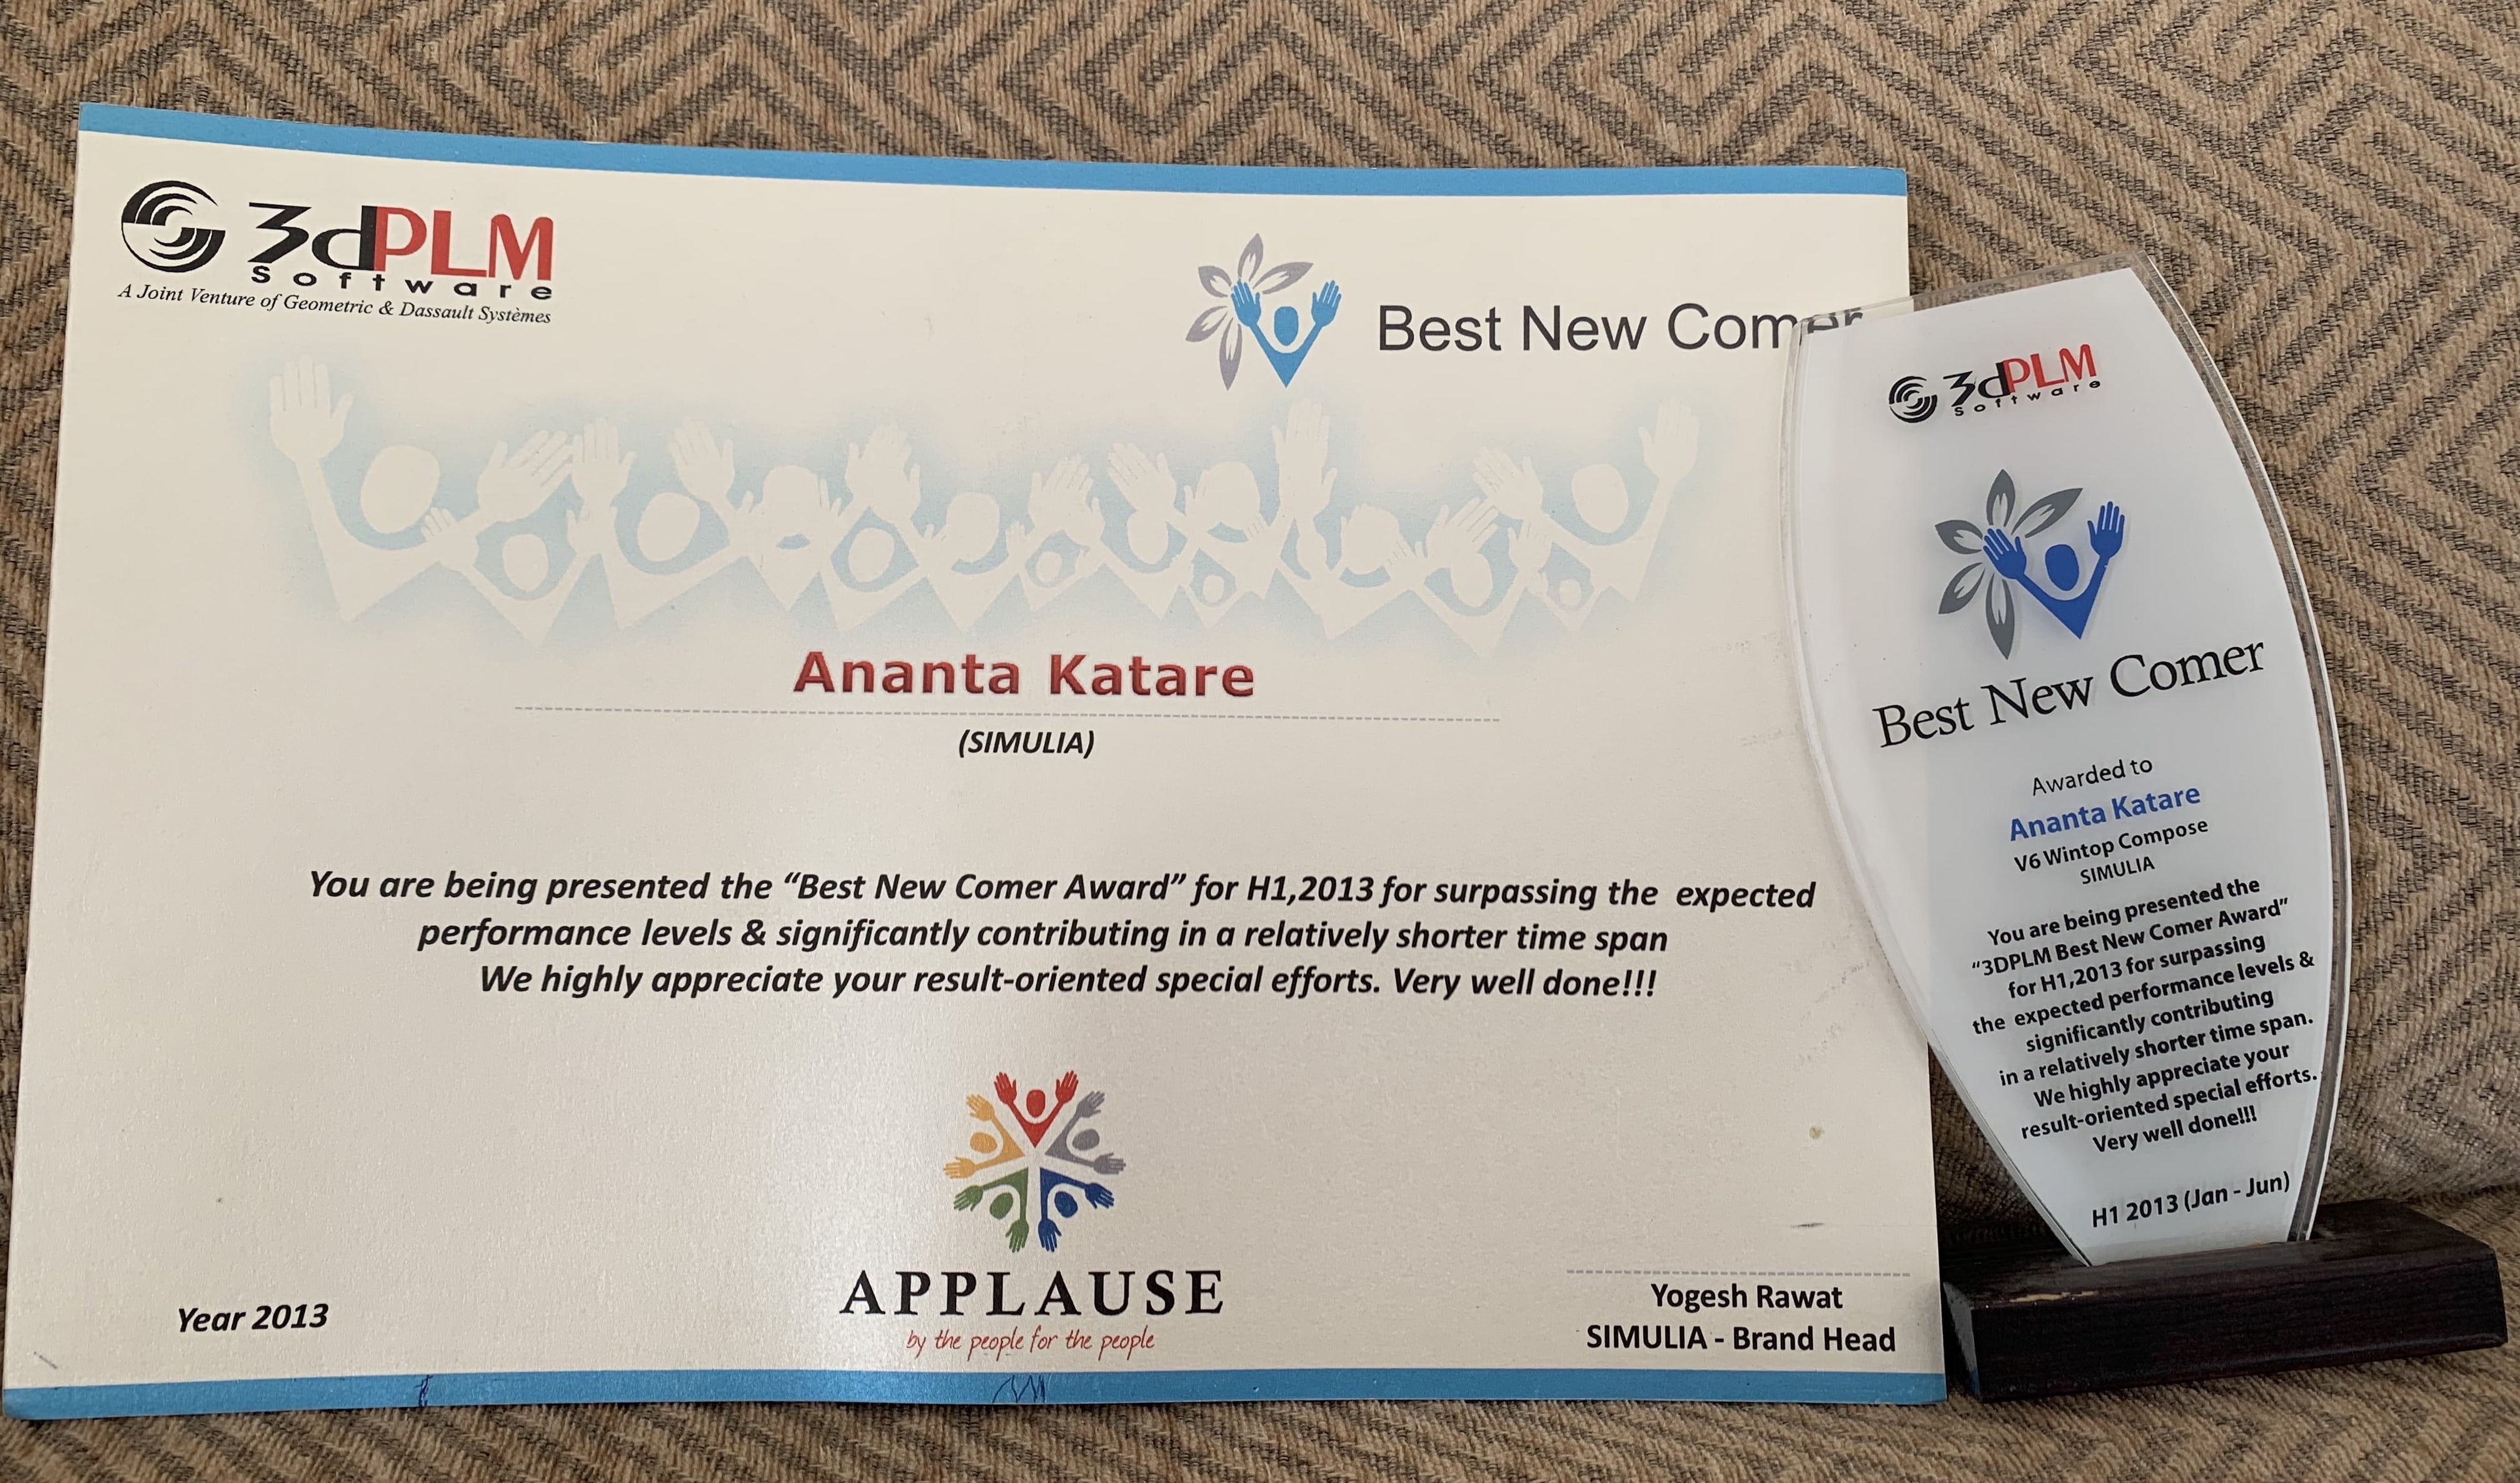 3dPLM
Software
A Joint Venture of Geometric & Dassault Systèmes
Best New Comer
Ananta Katare
(SIMULIA)
You are being presented the “Best New Comer Award” for H1,2013 for surpassing the expected
performance levels & significantly contributing in a relatively shorter time span
We highly appreciate your result-oriented special efforts. Very well done!!!
APPLAUSE
by the people for the people
Year 2013
Yogesh Rawat
SIMULIA - Brand Head
3dPLM
Software
Best New Comer
Awarded to
Ananta Katare
V6 Wintop Compose
SIMULIA
You are being presented the
“3DPLM Best New Comer Award”
for H1,2013 for surpassing
the expected performance levels &
significantly contributing
in a relatively shorter time span.
We highly appreciate your
result-oriented special efforts.
Very well done!!!
H1 2013 (Jan - Jun)